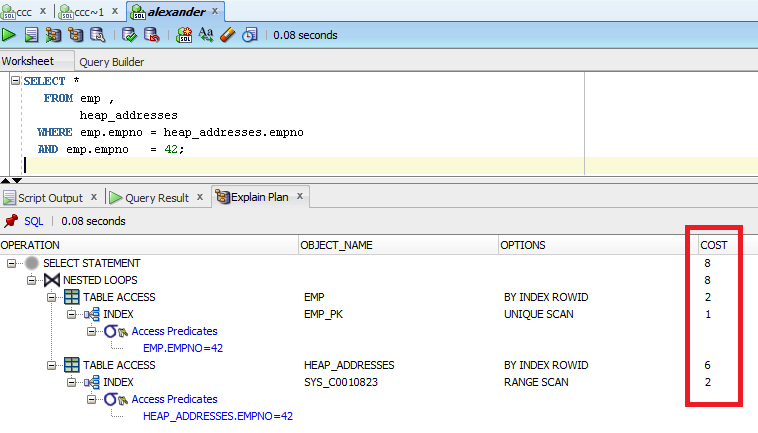 ccc x ccc~1 x alexander x
SQL 0.08 seconds
Worksheet Query Builder
SELECT *
FROM emp ,
heap_addresses
WHERE emp.empno = heap_addresses.empno
AND emp.empno = 42;
Script Output x Query Result x Explain Plan x
SQL | 0.08 seconds
OPERATION OBJECT_NAME OPTIONS COST
SELECT STATEMENT 8
NESTED LOOPS 8
TABLE ACCESS EMP BY INDEX ROWID 2
INDEX EMP_PK UNIQUE SCAN 1
Access Predicates
EMP.EMPNO=42
TABLE ACCESS HEAP_ADDRESSES BY INDEX ROWID 6
INDEX SYS_C0010823 RANGE SCAN 2
Access Predicates
HEAP_ADDRESSES.EMPNO=42